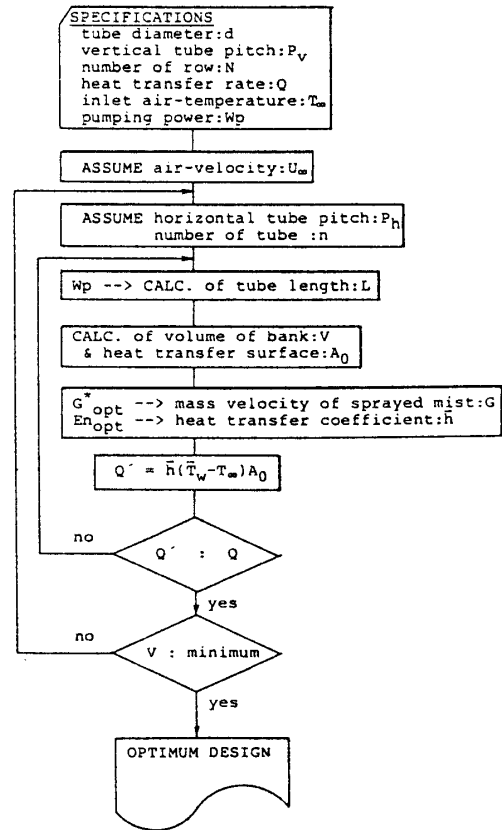 SPECIFICATIONS
tube diameter:d
vertical tube pitch:Pv
number of row:N
heat transfer rate:Q
inlet air-temperature:T∞
pumping power:Wp
ASSUME air-velocity:U∞
ASSUME horizontal tube pitch:Ph
number of tube :n
Wp --> CALC. of tube length:L
CALC. of volume of bank:V
& heat transfer surface:A0
G*opt --> mass velocity of sprayed mist:G
Enopt --> heat transfer coefficient:h̄
Q´ = h̄(T̄w-T∞)A0
no
Q´ : Q
yes
no
V : minimum
yes
OPTIMUM DESIGN